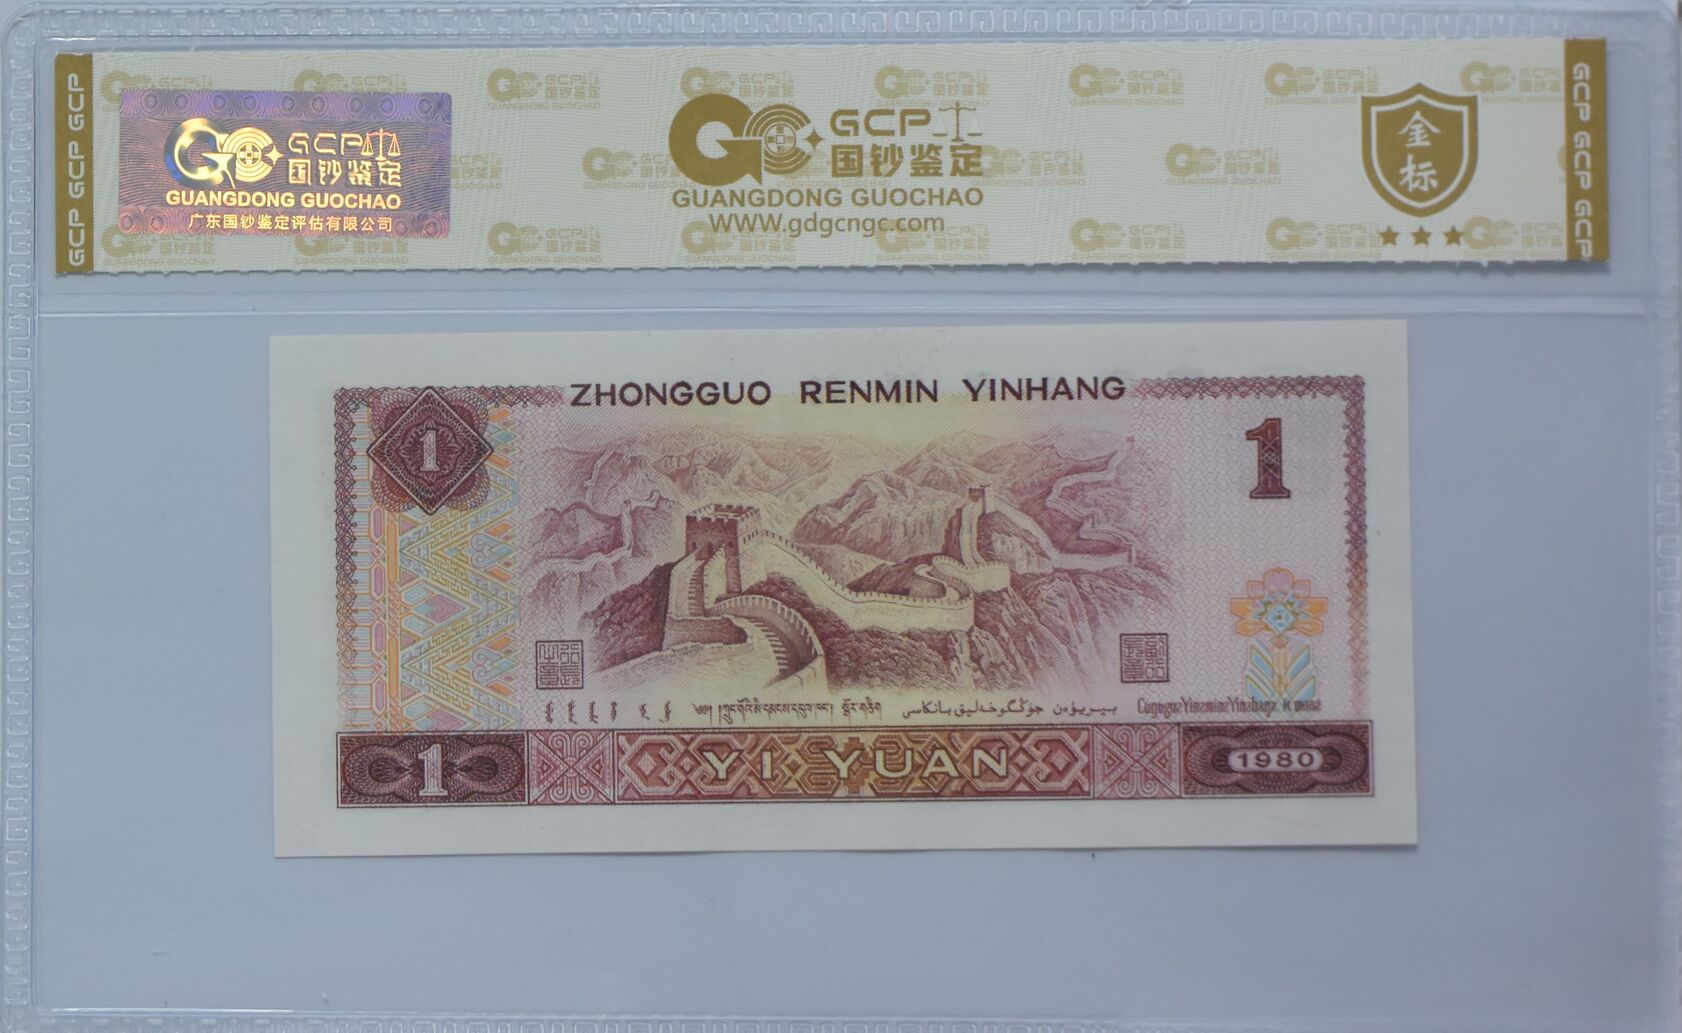 GCP GCP GCP
GCP
国钞鉴定
GUANGDONG GUOCHAO
广东国钞鉴定评估有限公司
GCP
国钞鉴定
GUANGDONG GUOCHAO
WWW.gdgcngc.com
金
标
GCP GCP GCP
ZHONGGUO RENMIN YINHANG
1
1
1
YI YUAN
1980